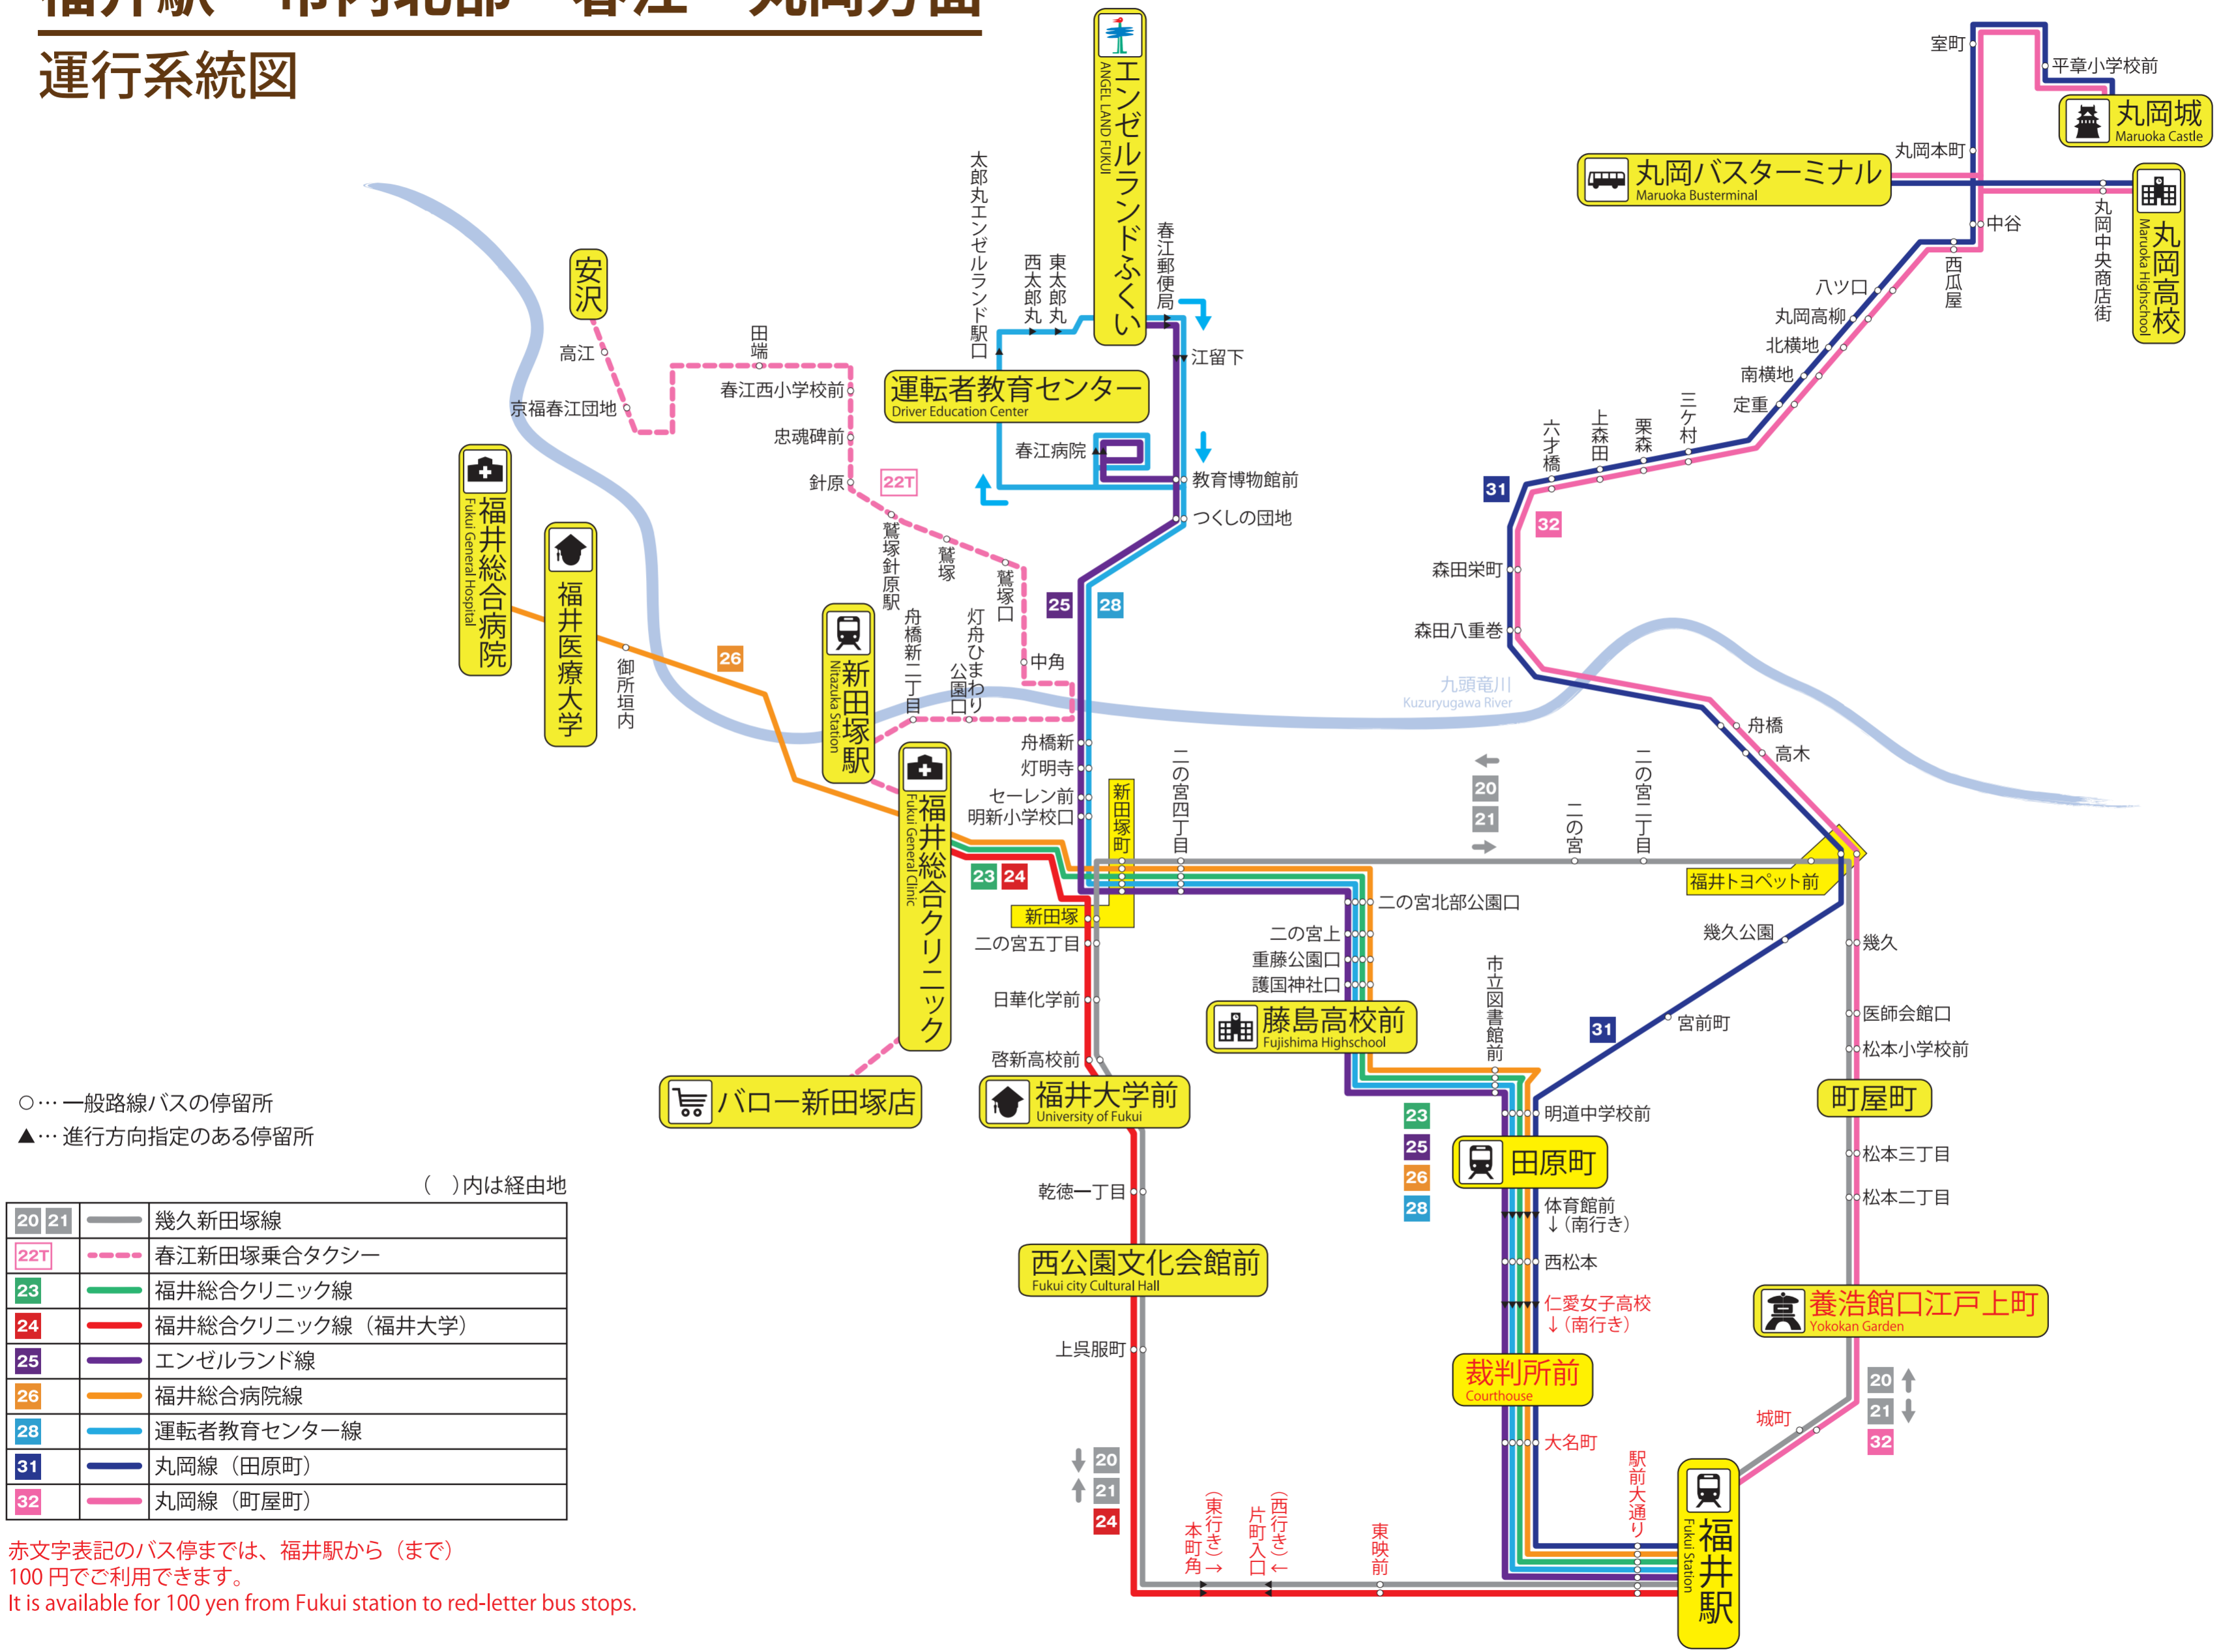 福井駅 市内北部 春江 丸岡方面
運行系統図
エンゼルランドふくい
ANGEL LAND FUKUI
室町
平章小学校前
丸岡城
Maruoka Castle
丸岡本町
丸岡バスターミナル
Maruoka Busterminal
丸岡高校
Maruoka Highschool
丸岡中央商店街
中谷
西瓜屋
八ツ口
丸岡高柳
北横地
南横地
定重
三ケ村
栗森
上森田
六才橋
31
32
森田栄町
森田八重巻
九頭竜川
Kuzuryugawa River
舟橋
高木
太郎丸エンゼルランド駅口
西太郎丸
東太郎丸
春江郵便局
江留下
運転者教育センター
Driver Education Center
春江病院
教育博物館前
つくしの団地
25
28
安沢
高江
京福春江団地
田端
春江西小学校前
忠魂碑前
針原
22T
鷲塚針原駅
鷲塚
鷲塚口
中角
灯舟ひまわり公園口
舟橋新二丁目
福井総合病院
Fukui General Hospital
福井医療大学
御所垣内
26
新田塚駅
Nitazuka Station
福井総合クリニック
Fukui General Clinic
舟橋新
灯明寺
セーレン前
明新小学校口
新田塚町
二の宮四丁目
20
21
二の宮
二の宮二丁目
福井トヨペット前
23 24
新田塚
二の宮五丁目
日華化学前
啓新高校前
バロー新田塚店
福井大学前
University of Fukui
二の宮北部公園口
二の宮上
重藤公園口
護国神社口
藤島高校前
Fujishima Highschool
市立図書館前
幾久公園
宮前町
31
幾久
医師会館口
松本小学校前
町屋町
松本三丁目
松本二丁目
明道中学校前
23
25
26
28
田原町
体育館前
↓（南行き）
西松本
仁愛女子高校
↓（南行き）
裁判所前
Courthouse
大名町
養浩館口江戸上町
Yokokan Garden
20
21
32
城町
乾徳一丁目
西公園文化会館前
Fukui city Cultural Hall
上呉服町
20
21
24
本町角
（東行き）→
片町入口
（西行き）←
東映前
駅前大通り
福井駅
Fukui Station
○… 一般路線バスの停留所
▲… 進行方向指定のある停留所
（　）内は経由地
20 21 幾久新田塚線
22T 春江新田塚乗合タクシー
23 福井総合クリニック線
24 福井総合クリニック線（福井大学）
25 エンゼルランド線
26 福井総合病院線
28 運転者教育センター線
31 丸岡線（田原町）
32 丸岡線（町屋町）
赤文字表記のバス停までは、福井駅から（まで）
100 円でご利用できます。
It is available for 100 yen from Fukui station to red-letter bus stops.